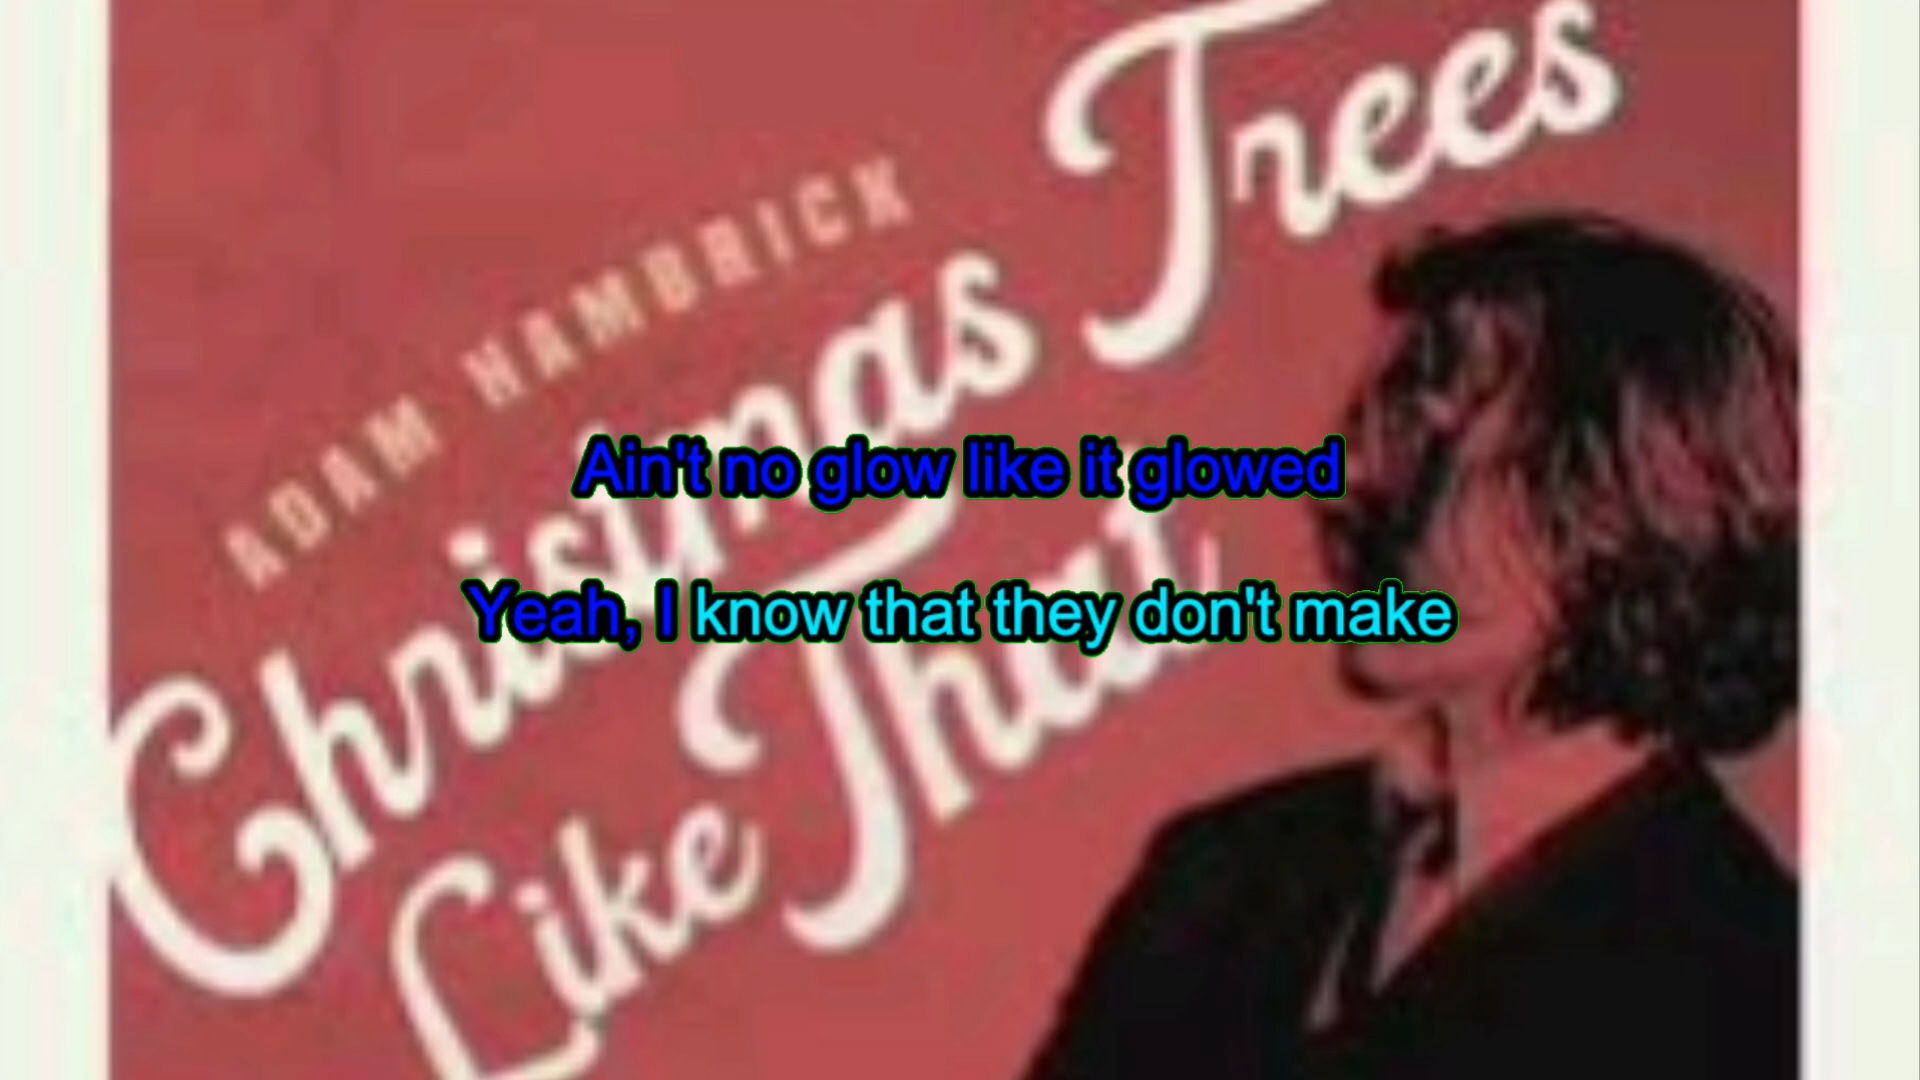 ADAM HAMBRICK
Christmas Trees
Like That
Ain't no glow like it glowed
Yeah, I know that they don't make